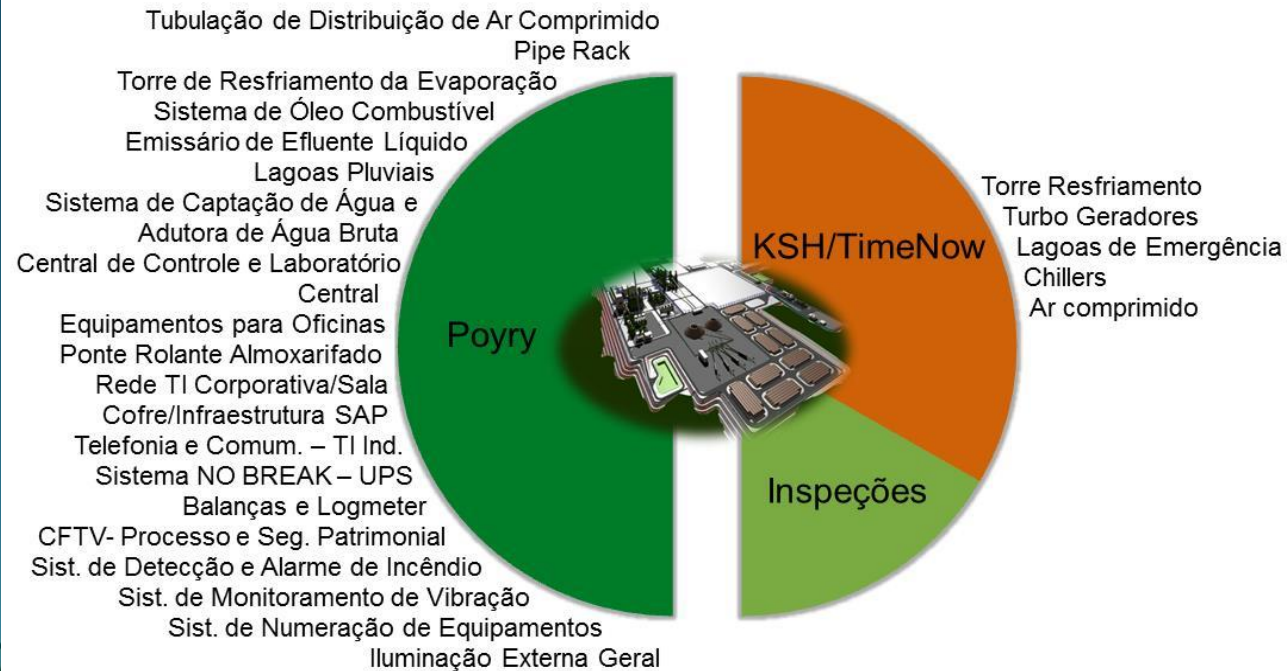 Tubulação de Distribuição de Ar Comprimido
Pipe Rack
Torre de Resfriamento da Evaporação
Sistema de Óleo Combustível
Emissário de Efluente Líquido
Lagoas Pluviais
Sistema de Captação de Água e
Adutora de Água Bruta
Central de Controle e Laboratório
Central
Equipamentos para Oficinas
Ponte Rolante Almoxarifado
Rede TI Corporativa/Sala
Cofre/Infraestrutura SAP
Telefonia e Comum. – TI Ind.
Sistema NO BREAK – UPS
Balanças e Logmeter
CFTV- Processo e Seg. Patrimonial
Sist. de Detecção e Alarme de Incêndio
Sist. de Monitoramento de Vibração
Sist. de Numeração de Equipamentos
Iluminação Externa Geral
Poyry
KSH/TimeNow
Inspeções
Torre Resfriamento
Turbo Geradores
Lagoas de Emergência
Chillers
Ar comprimido